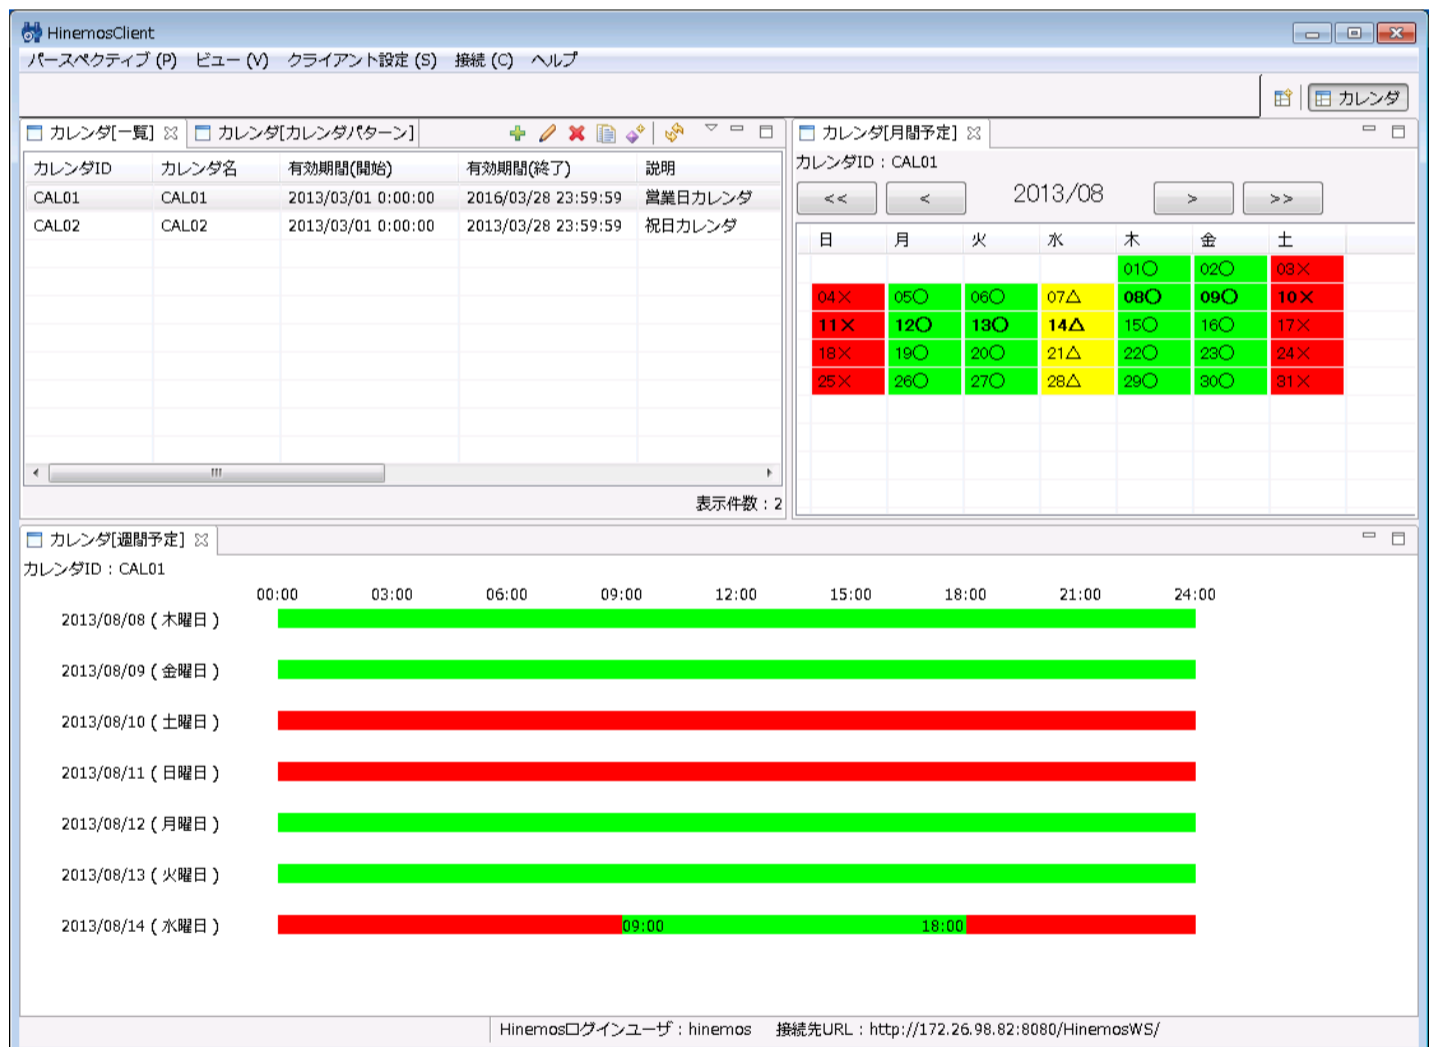 HinemosClient
パースペクティブ (P) ビュー (V) クライアント設定 (S) 接続 (C) ヘルプ
カレンダ
カレンダ[一覧] カレンダ[カレンダパターン]
カレンダID カレンダ名 有効期間(開始) 有効期間(終了) 説明
CAL01 CAL01 2013/03/01 0:00:00 2016/03/28 23:59:59 営業日カレンダ
CAL02 CAL02 2013/03/01 0:00:00 2013/03/28 23:59:59 祝日カレンダ
表示件数 : 2
カレンダ[月間予定]
カレンダID : CAL01
<< < 2013/08 > >>
日 月 火 水 木 金 土
01○ 02○ 03×
04× 05○ 06○ 07△ 08○ 09○ 10×
11× 12○ 13○ 14△ 15○ 16○ 17×
18× 19○ 20○ 21△ 22○ 23○ 24×
25× 26○ 27○ 28△ 29○ 30○ 31×
カレンダ[週間予定]
カレンダID : CAL01
00:00 03:00 06:00 09:00 12:00 15:00 18:00 21:00 24:00
2013/08/08 ( 木曜日 )
2013/08/09 ( 金曜日 )
2013/08/10 ( 土曜日 )
2013/08/11 ( 日曜日 )
2013/08/12 ( 月曜日 )
2013/08/13 ( 火曜日 )
2013/08/14 ( 水曜日 ) 09:00 18:00
Hinemosログインユーザ : hinemos 接続先URL : http://172.26.98.82:8080/HinemosWS/